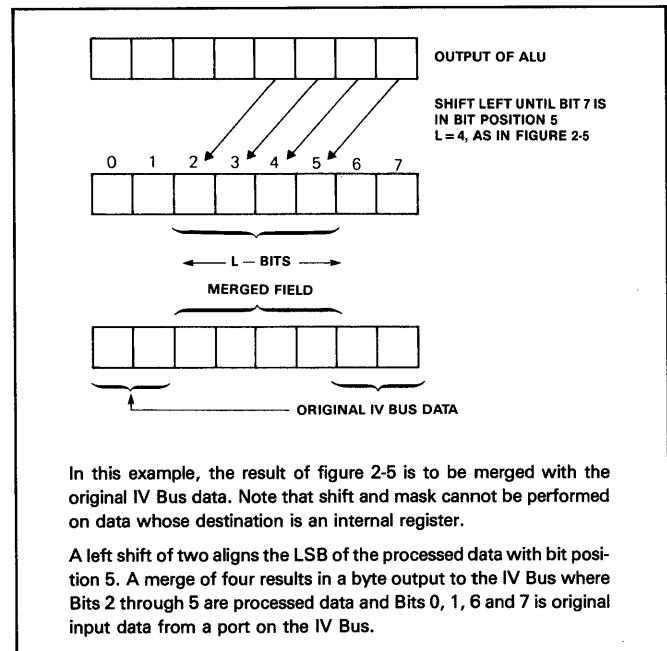 OUTPUT OF ALU
SHIFT LEFT UNTIL BIT 7 IS
IN BIT POSITION 5
L = 4, AS IN FIGURE 2-5
0 1 2 3 4 5 6 7
L — BITS
MERGED FIELD
ORIGINAL IV BUS DATA
In this example, the result of figure 2-5 is to be merged with the
original IV Bus data. Note that shift and mask cannot be performed
on data whose destination is an internal register.
A left shift of two aligns the LSB of the processed data with bit posi-
tion 5. A merge of four results in a byte output to the IV Bus where
Bits 2 through 5 are processed data and Bits 0, 1, 6 and 7 is original
input data from a port on the IV Bus.